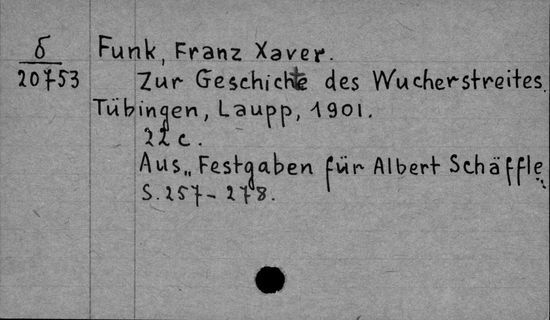 б
20753
Funk, Franz Xaver.
Zur Geschichte des Wucherstreites.
Tübingen, Laupp, 1901.
22 с.
Aus „Festgaben für Albert Schäffle"
S. 257-278.